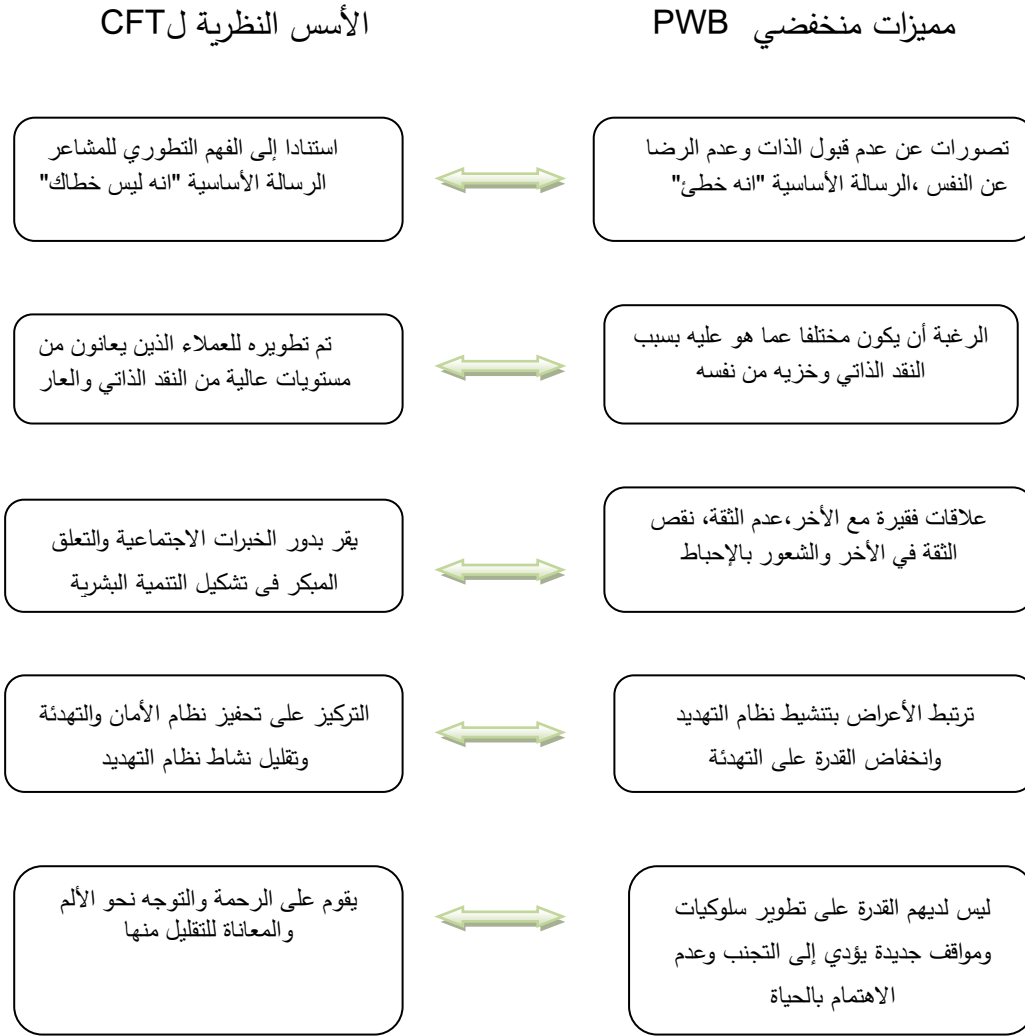 مميزات منخفضي PWB
الأسس النظرية لCFT
تصورات عن عدم قبول الذات وعدم الرضا
عن النفس ،الرسالة الأساسية "انه خطئ"
استنادا إلى الفهم التطوري للمشاعر
الرسالة الأساسية "انه ليس خطاك"
الرغبة أن يكون مختلفا عما هو عليه بسبب
النقد الذاتي وخزيه من نفسه
تم تطويره للعملاء الذين يعانون من
مستويات عالية من النقد الذاتي والعار
علاقات فقيرة مع الأخر،عدم الثقة، نقص
الثقة في الأخر والشعور بالإحباط
يقر بدور الخبرات الاجتماعية والتعلق
المبكر في تشكيل التنمية البشرية
ترتبط الأعراض بتنشيط نظام التهديد
وانخفاض القدرة على التهدئة
التركيز على تحفيز نظام الأمان والتهدئة
وتقليل نشاط نظام التهديد
ليس لديهم القدرة على تطوير سلوكيات
ومواقف جديدة يؤدي إلى التجنب وعدم
الاهتمام بالحياة
يقوم على الرحمة والتوجه نحو الألم
والمعاناة للتقليل منها